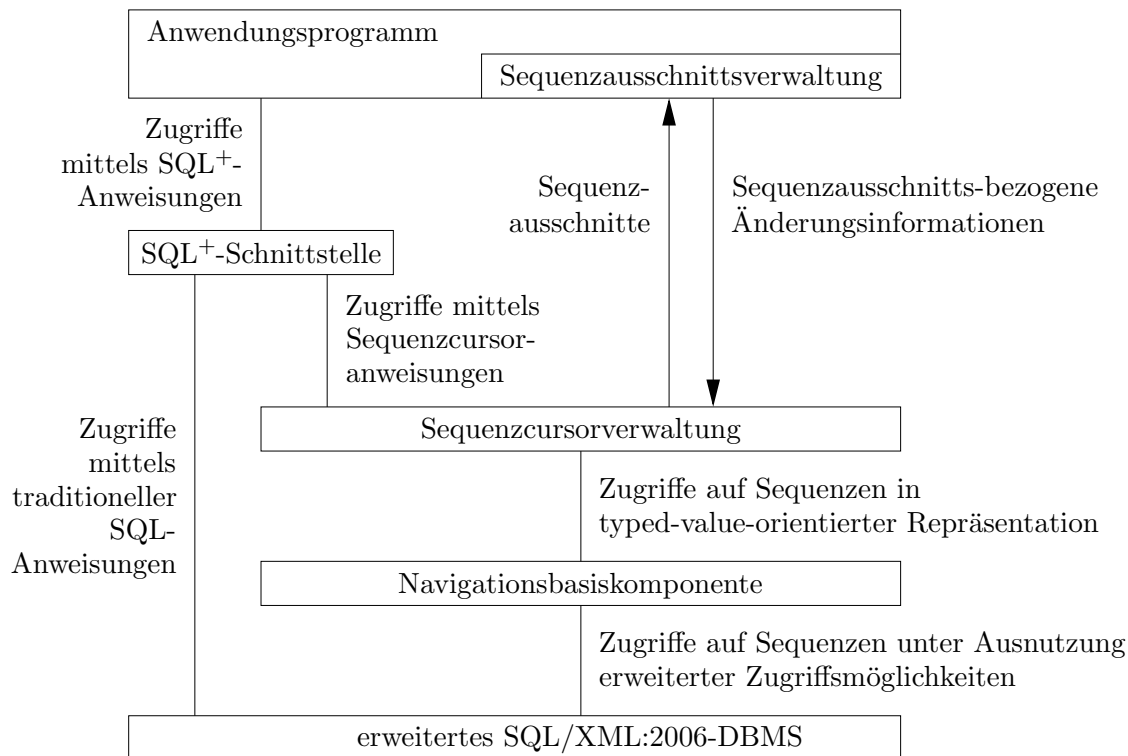 Anwendungsprogramm
Sequenzausschnittsverwaltung
Zugriffe
mittels SQL⁺-
Anweisungen
Sequenz-
ausschnitte
Sequenzausschnitts-bezogene
Änderungsinformationen
SQL⁺-Schnittstelle
Zugriffe mittels
Sequenzcursor-
anweisungen
Sequenzcursorverwaltung
Zugriffe
mittels
traditioneller
SQL-
Anweisungen
Zugriffe auf Sequenzen in
typed-value-orientierter Repräsentation
Navigationsbasiskomponente
Zugriffe auf Sequenzen unter Ausnutzung
erweiterter Zugriffsmöglichkeiten
erweitertes SQL/XML:2006-DBMS